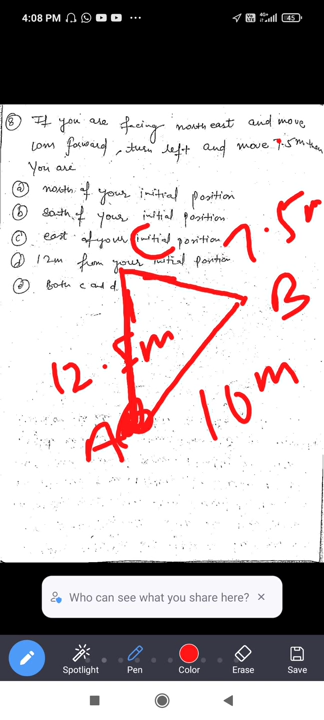 4:08 PM
4G+
45
8 If you are facing north east and move
10m forward, turn left and move 7.5m then
You are
a north of your initial position
b south of your initial position
c east of your initial position
d 12m from your initial position
e Both c and d
C
7.5m
B
12.5m
10m
A
Who can see what you share here? ×
Spotlight
Pen
Color
Erase
Save